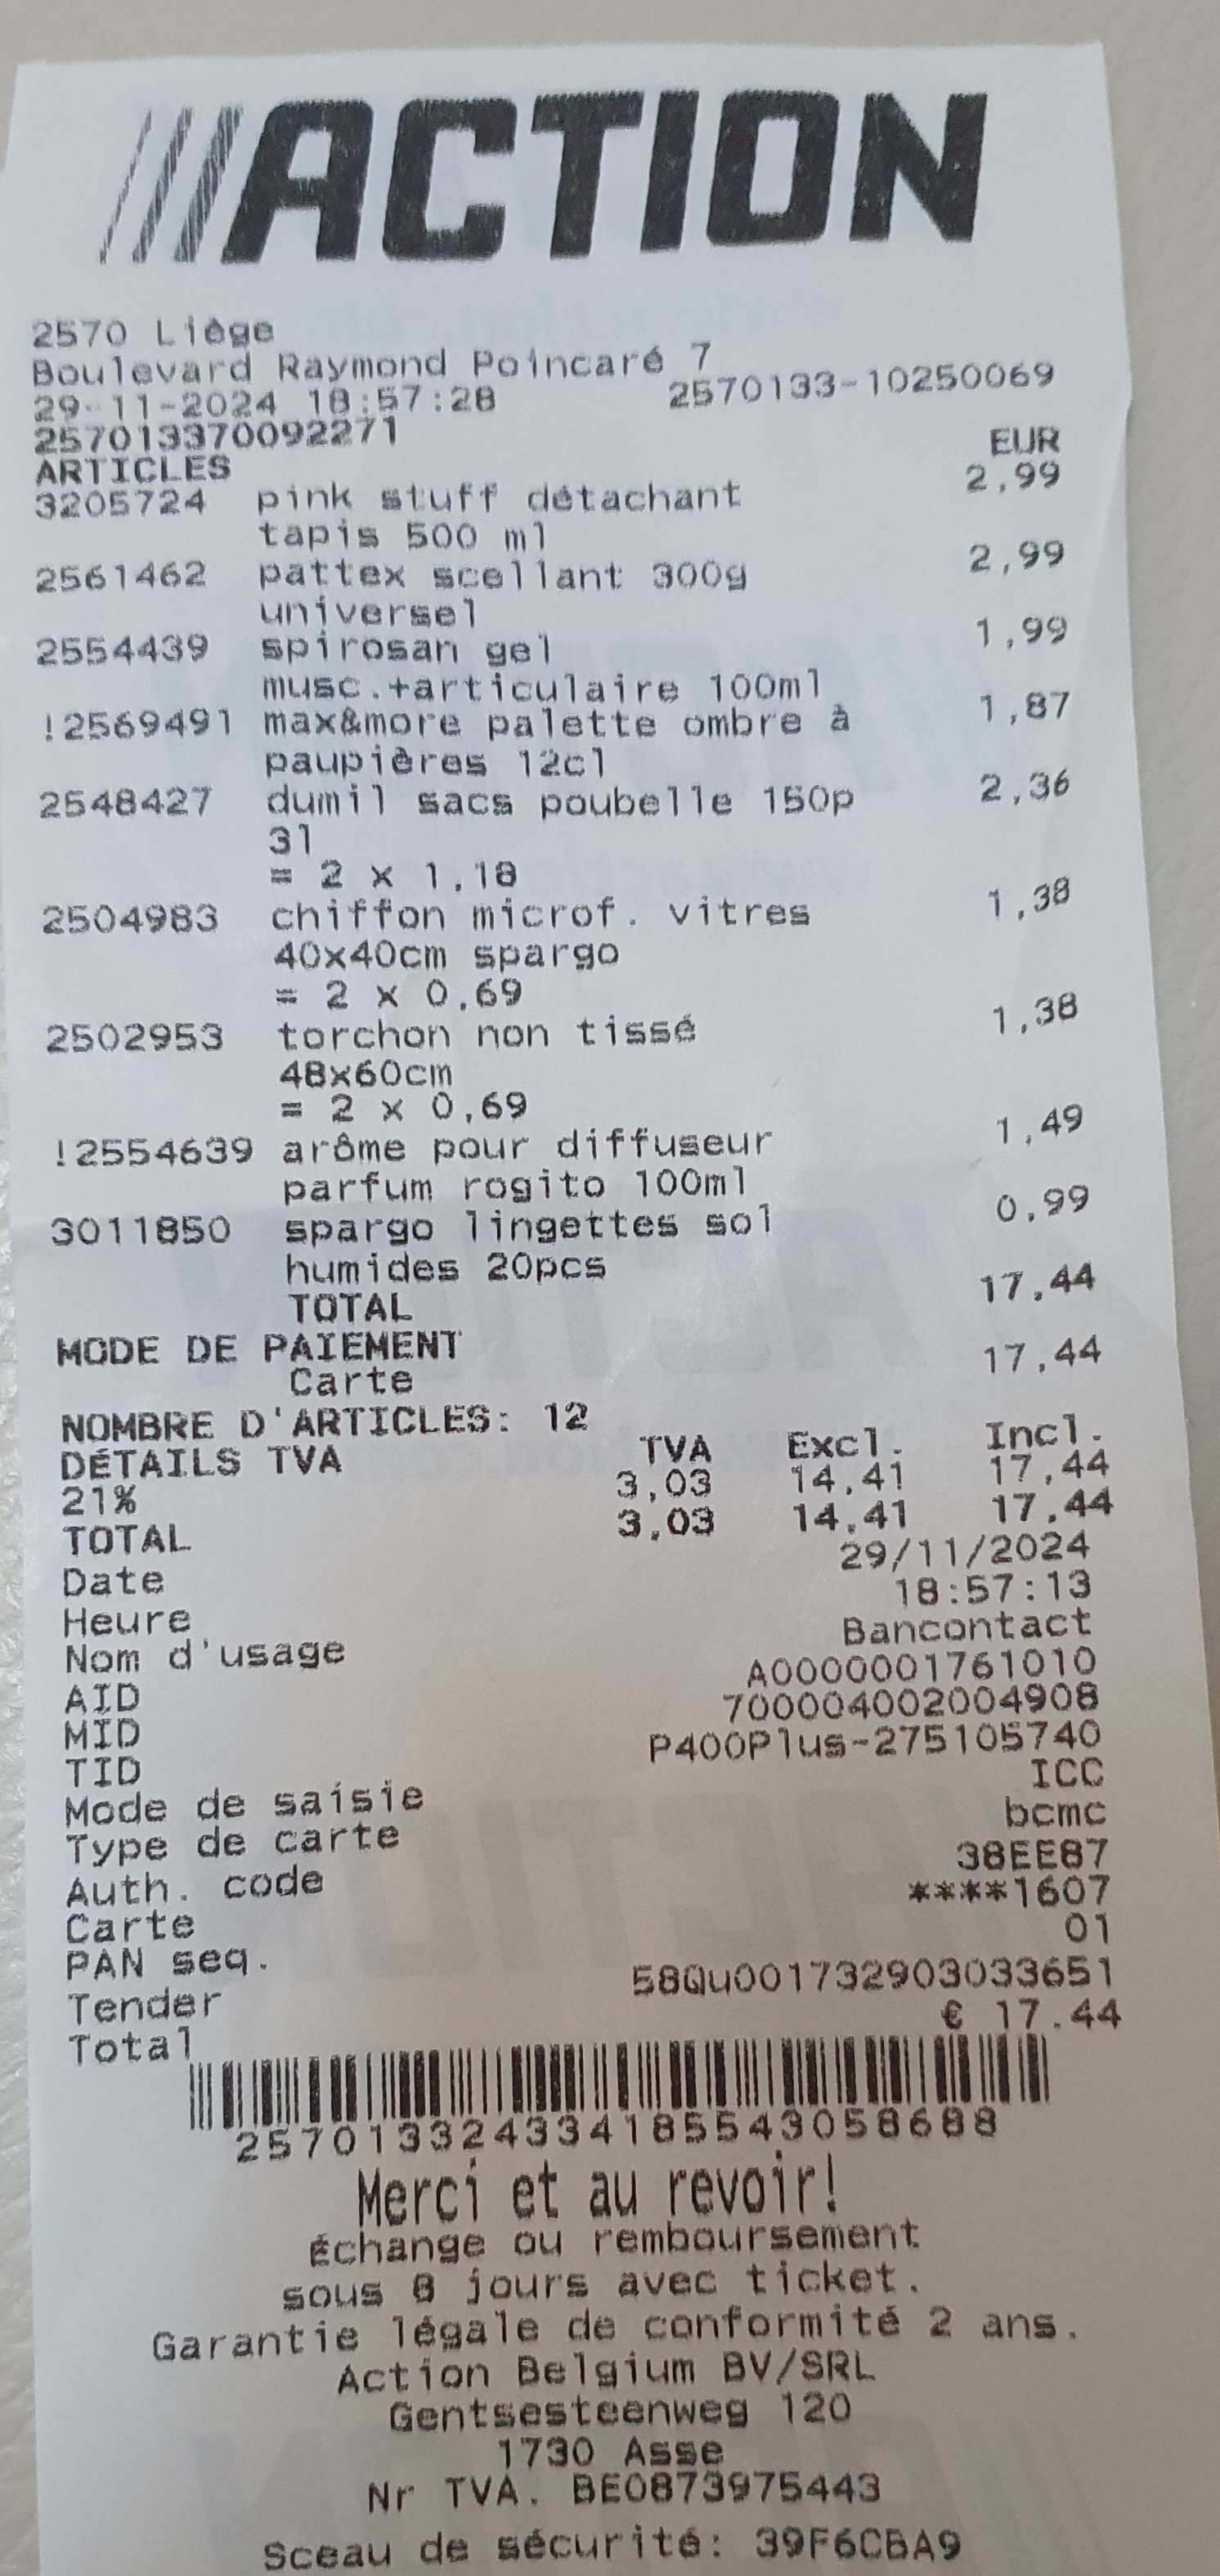 ACTION
2570 Liège
Boulevard Raymond Poincaré 7
29-11-2024 18:57:28 2570133-10250069
257013370092271
ARTICLES EUR
3205724 pink stuff détachant 2,99
tapis 500 ml
2561462 pattex scellant 300g 2,99
universel
2554439 spirosan gel 1,99
musc.+articulaire 100ml
!2569491 max&more palette ombre à 1,87
paupières 12cl
2548427 dumil sacs poubelle 150p 2,36
3l
= 2 x 1,18
2504983 chiffon microf. vitres 1,38
40x40cm spargo
= 2 x 0,69
2502953 torchon non tissé 1,38
48x60cm
= 2 x 0,69
!2554639 arôme pour diffuseur 1,49
parfum rogito 100ml
3011850 spargo lingettes sol 0,99
humides 20pcs
TOTAL 17,44
MODE DE PAIEMENT
Carte 17,44
NOMBRE D'ARTICLES: 12
DÉTAILS TVA TVA Excl. Incl.
21% 3,03 14,41 17,44
TOTAL 3,03 14,41 17,44
Date 29/11/2024
Heure 18:57:13
Nom d'usage Bancontact
AID A0000001761010
MID 700004002004908
TID P400Plus-275105740
Mode de saisie ICC
Type de carte bcmc
Auth. code 38EE87
Carte ****1607
PAN seq. 01
Tender 58Qu001732903033651
Total € 17.44
257013324334185543058688
Merci et au revoir!
Échange ou remboursement
sous 8 jours avec ticket.
Garantie légale de conformité 2 ans.
Action Belgium BV/SRL
Gentsesteenweg 120
1730 Asse
Nr TVA. BE0873975443
Sceau de sécurité: 39F6CBA9